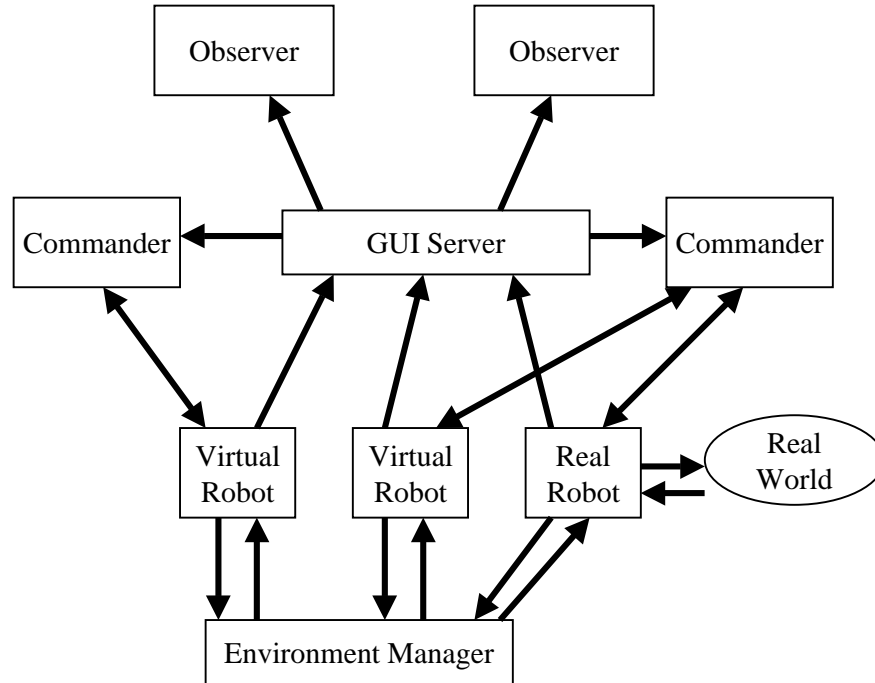 Observer
Observer
Commander
GUI Server
Commander
Virtual
Robot
Virtual
Robot
Real
Robot
Real
World
Environment Manager